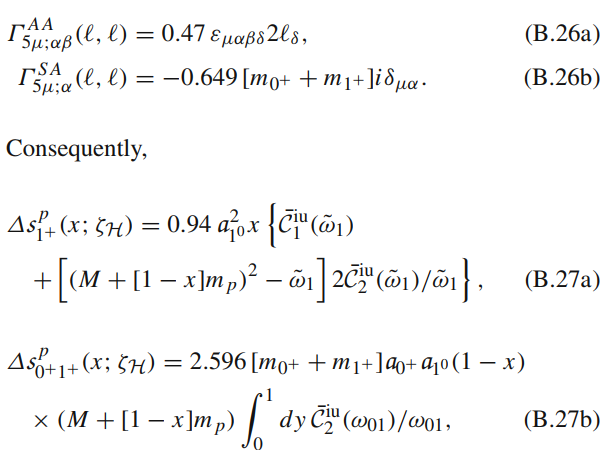 Γ^{AA}_{5μ;αβ}(ℓ, ℓ) = 0.47 ε_{μαβδ}2ℓ_δ, (B.26a)
Γ^{SA}_{5μ;α}(ℓ, ℓ) = −0.649 [m_{0^+} + m_{1^+}]iδ_{μα}. (B.26b)
Consequently,
Δs^p_{1^+}(x; ζ_ℋ) = 0.94 a^2_{1^0}x {𝒞̄^{iu}_1(ω̃_1)
+ [(M + [1 − x]m_p)^2 − ω̃_1] 2𝒞̄^{iu}_2(ω̃_1)/ω̃_1}, (B.27a)
Δs^p_{0^+1^+}(x; ζ_ℋ) = 2.596 [m_{0^+} + m_{1^+}]a_{0^+}a_{1^0}(1 − x)
× (M + [1 − x]m_p) ∫_0^1 dy 𝒞̄^{iu}_2(ω_{01})/ω_{01}, (B.27b)